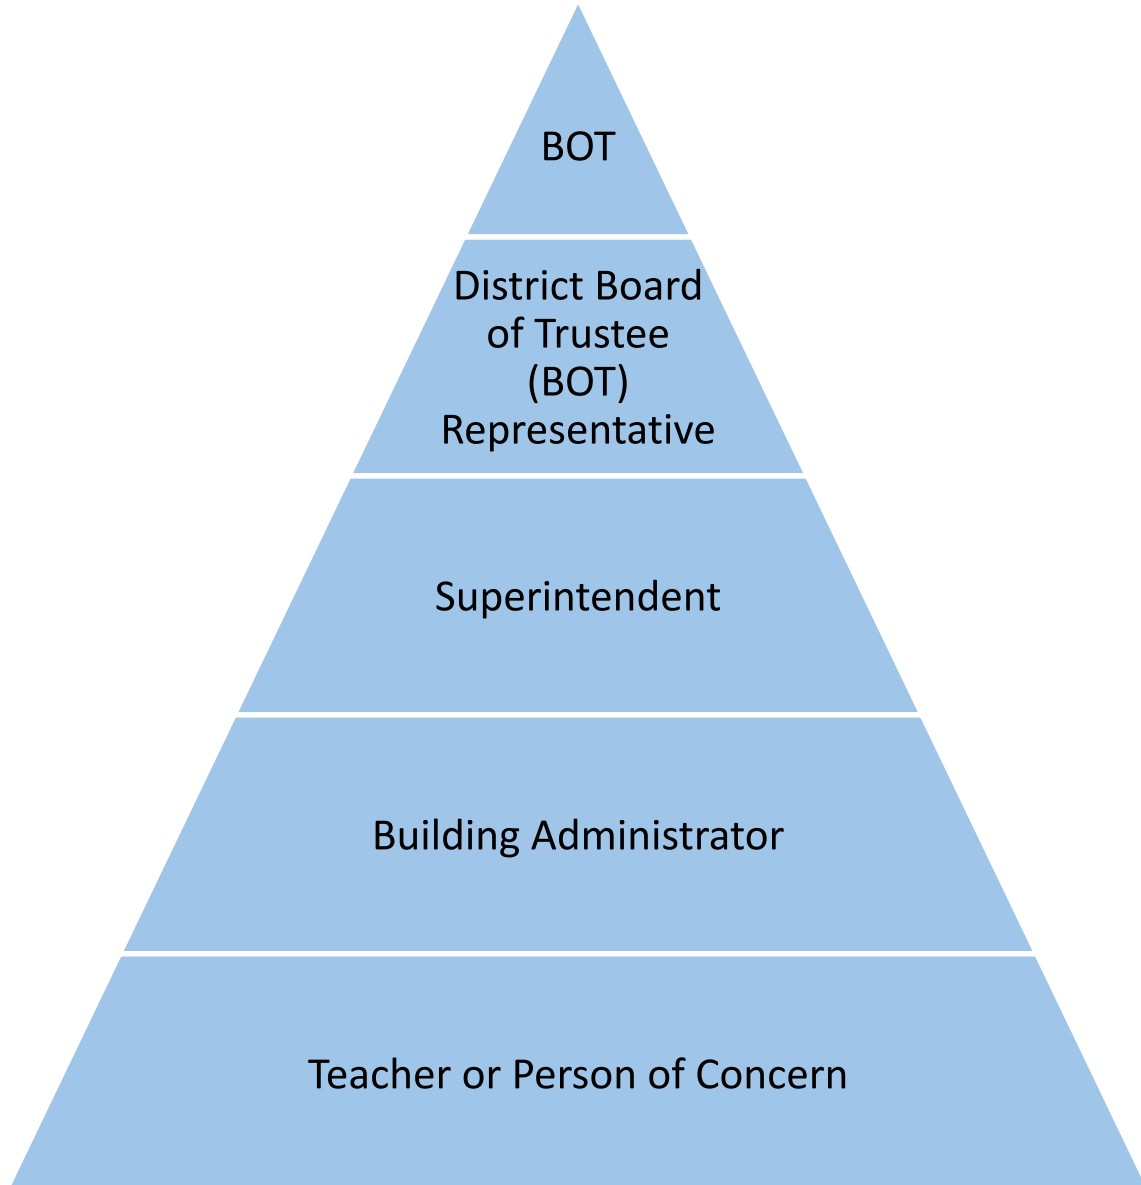 BOT
District Board
of Trustee
(BOT)
Representative
Superintendent
Building Administrator
Teacher or Person of Concern